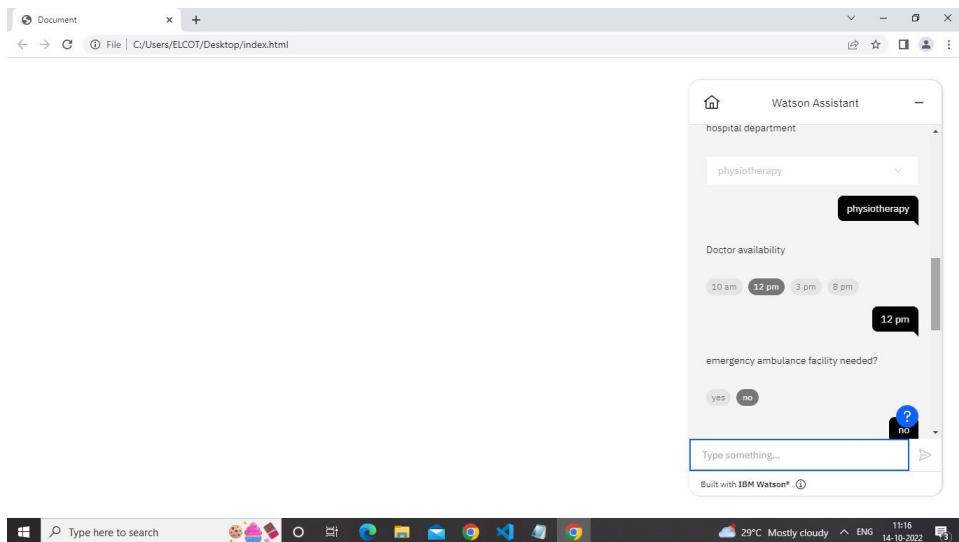 Document
File | C:/Users/ELCOT/Desktop/index.html
Watson Assistant
hospital department
physiotherapy
physiotherapy
Doctor availability
10 am 12 pm 3 pm 8 pm
12 pm
emergency ambulance facility needed?
yes no
?
no
Type something...
Built with IBM Watson®
Type here to search
29°C Mostly cloudy ENG 11:16
14-10-2022
3